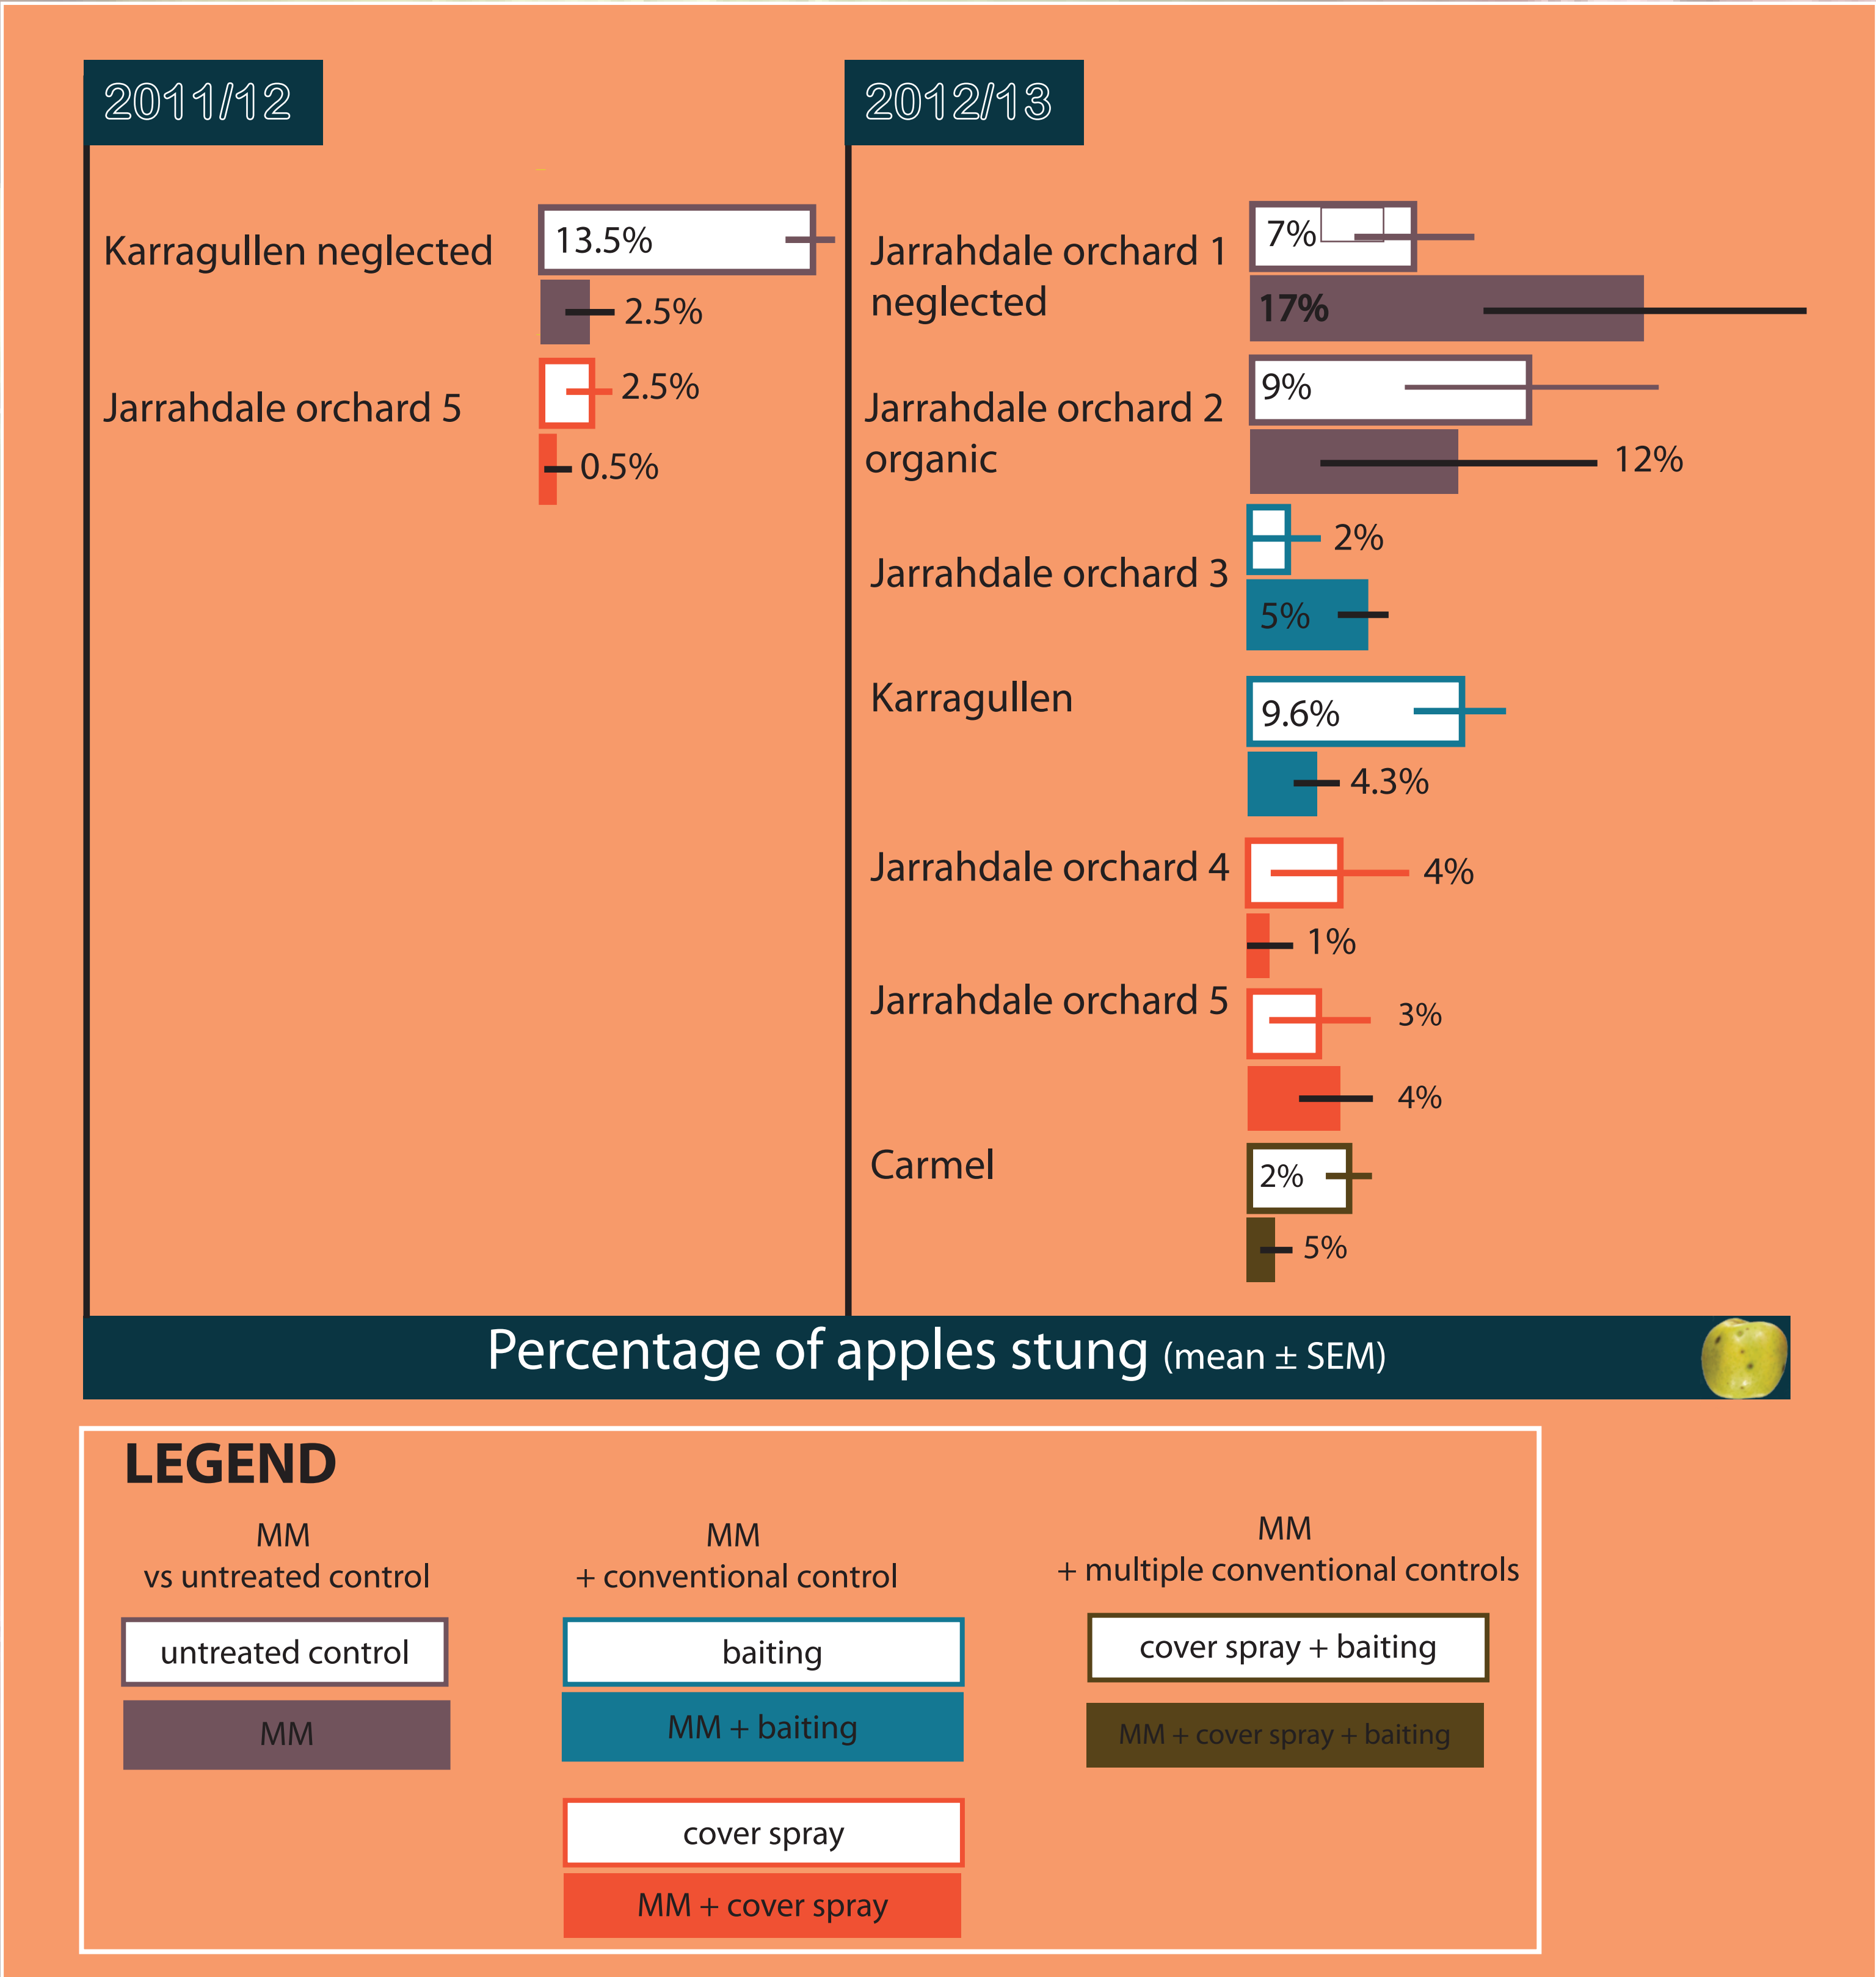 2011/12
Karragullen neglected
13.5%
2.5%
Jarrahdale orchard 5
2.5%
0.5%
2012/13
Jarrahdale orchard 1
neglected
7%
17%
Jarrahdale orchard 2
organic
9%
12%
Jarrahdale orchard 3
2%
5%
Karragullen
9.6%
4.3%
Jarrahdale orchard 4
4%
1%
Jarrahdale orchard 5
3%
4%
Carmel
2%
5%
Percentage of apples stung (mean ± SEM)
LEGEND
MM
vs untreated control
untreated control
MM
MM
+ conventional control
baiting
MM + baiting
cover spray
MM + cover spray
MM
+ multiple conventional controls
cover spray + baiting
MM + cover spray + baiting